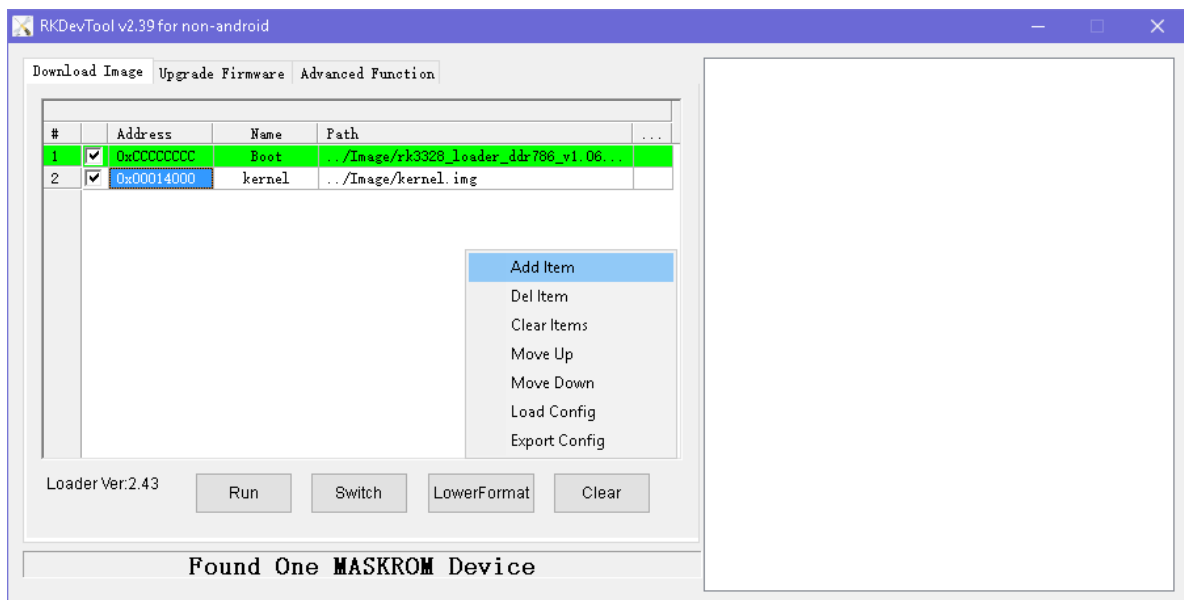 RKDevTool v2.39 for non-android
Download Image Upgrade Firmware Advanced Function
# Address Name Path ...
1 0xCCCCCCCC Boot ../Image/rk3328_loader_ddr786_v1.06...
2 0x00014000 kernel ../Image/kernel.img
Add Item
Del Item
Clear Items
Move Up
Move Down
Load Config
Export Config
Loader Ver:2.43 Run Switch LowerFormat Clear
Found One MASKROM Device